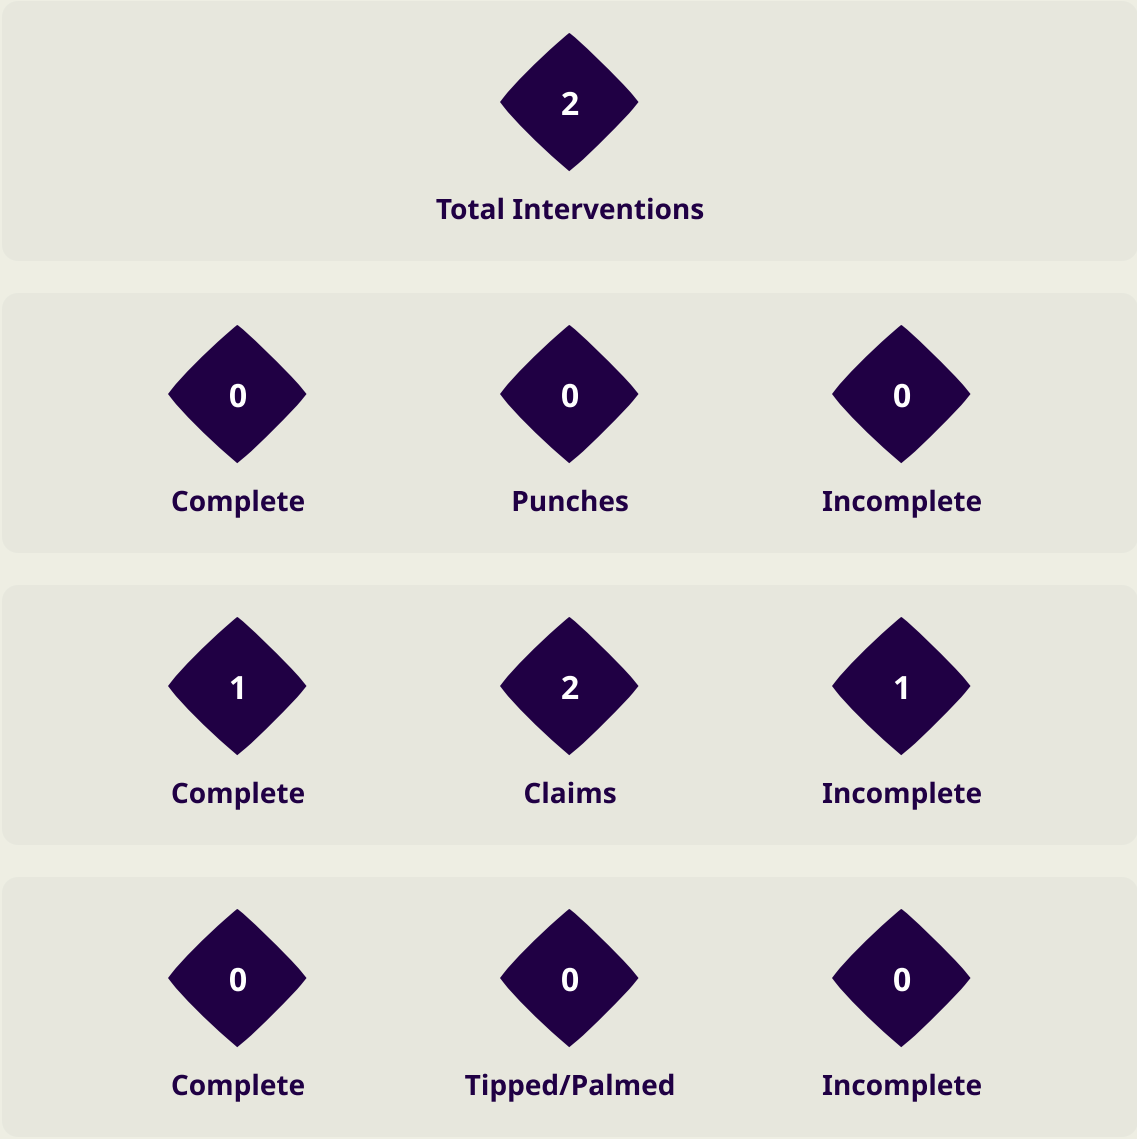 2
Total Interventions
0 0 0
Complete Punches Incomplete
1 2 1
Complete Claims Incomplete
0 0 0
Complete Tipped/Palmed Incomplete